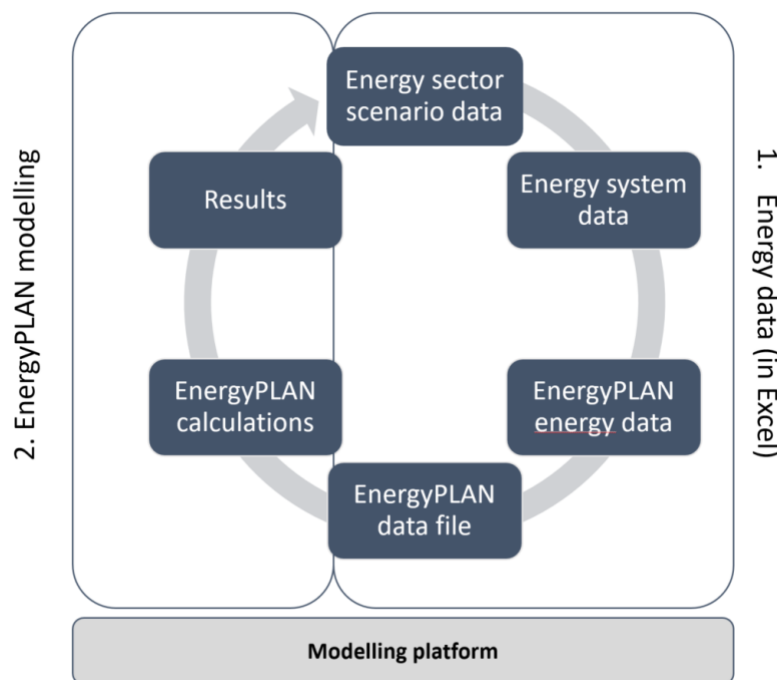 Energy sector
scenario data
Energy system
data
EnergyPLAN
energy data
EnergyPLAN
data file
EnergyPLAN
calculations
Results
2. EnergyPLAN modelling
1. Energy data (in Excel)
Modelling platform